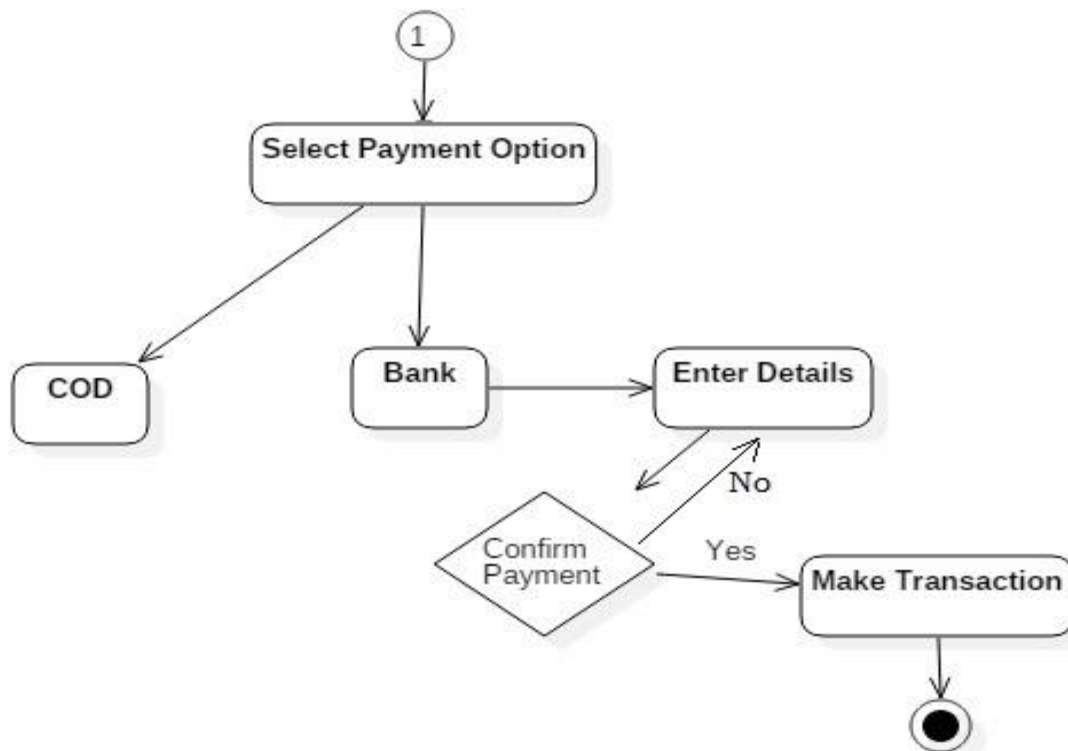 1
Select Payment Option
COD
Bank
Enter Details
No
Confirm
Payment
Yes
Make Transaction